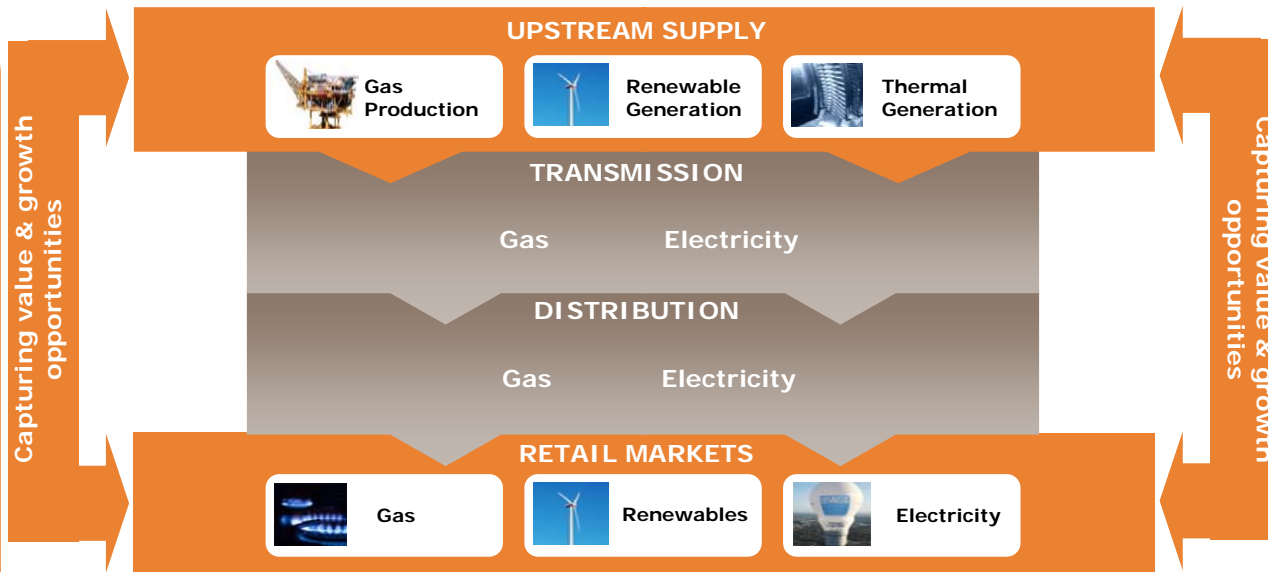 UPSTREAM SUPPLY
Gas
Production
Renewable
Generation
Thermal
Generation
TRANSMISSION
Gas Electricity
DISTRIBUTION
Gas Electricity
RETAIL MARKETS
Gas
Renewables
Electricity
Capturing value & growth
opportunities
Capturing value & growth
opportunities